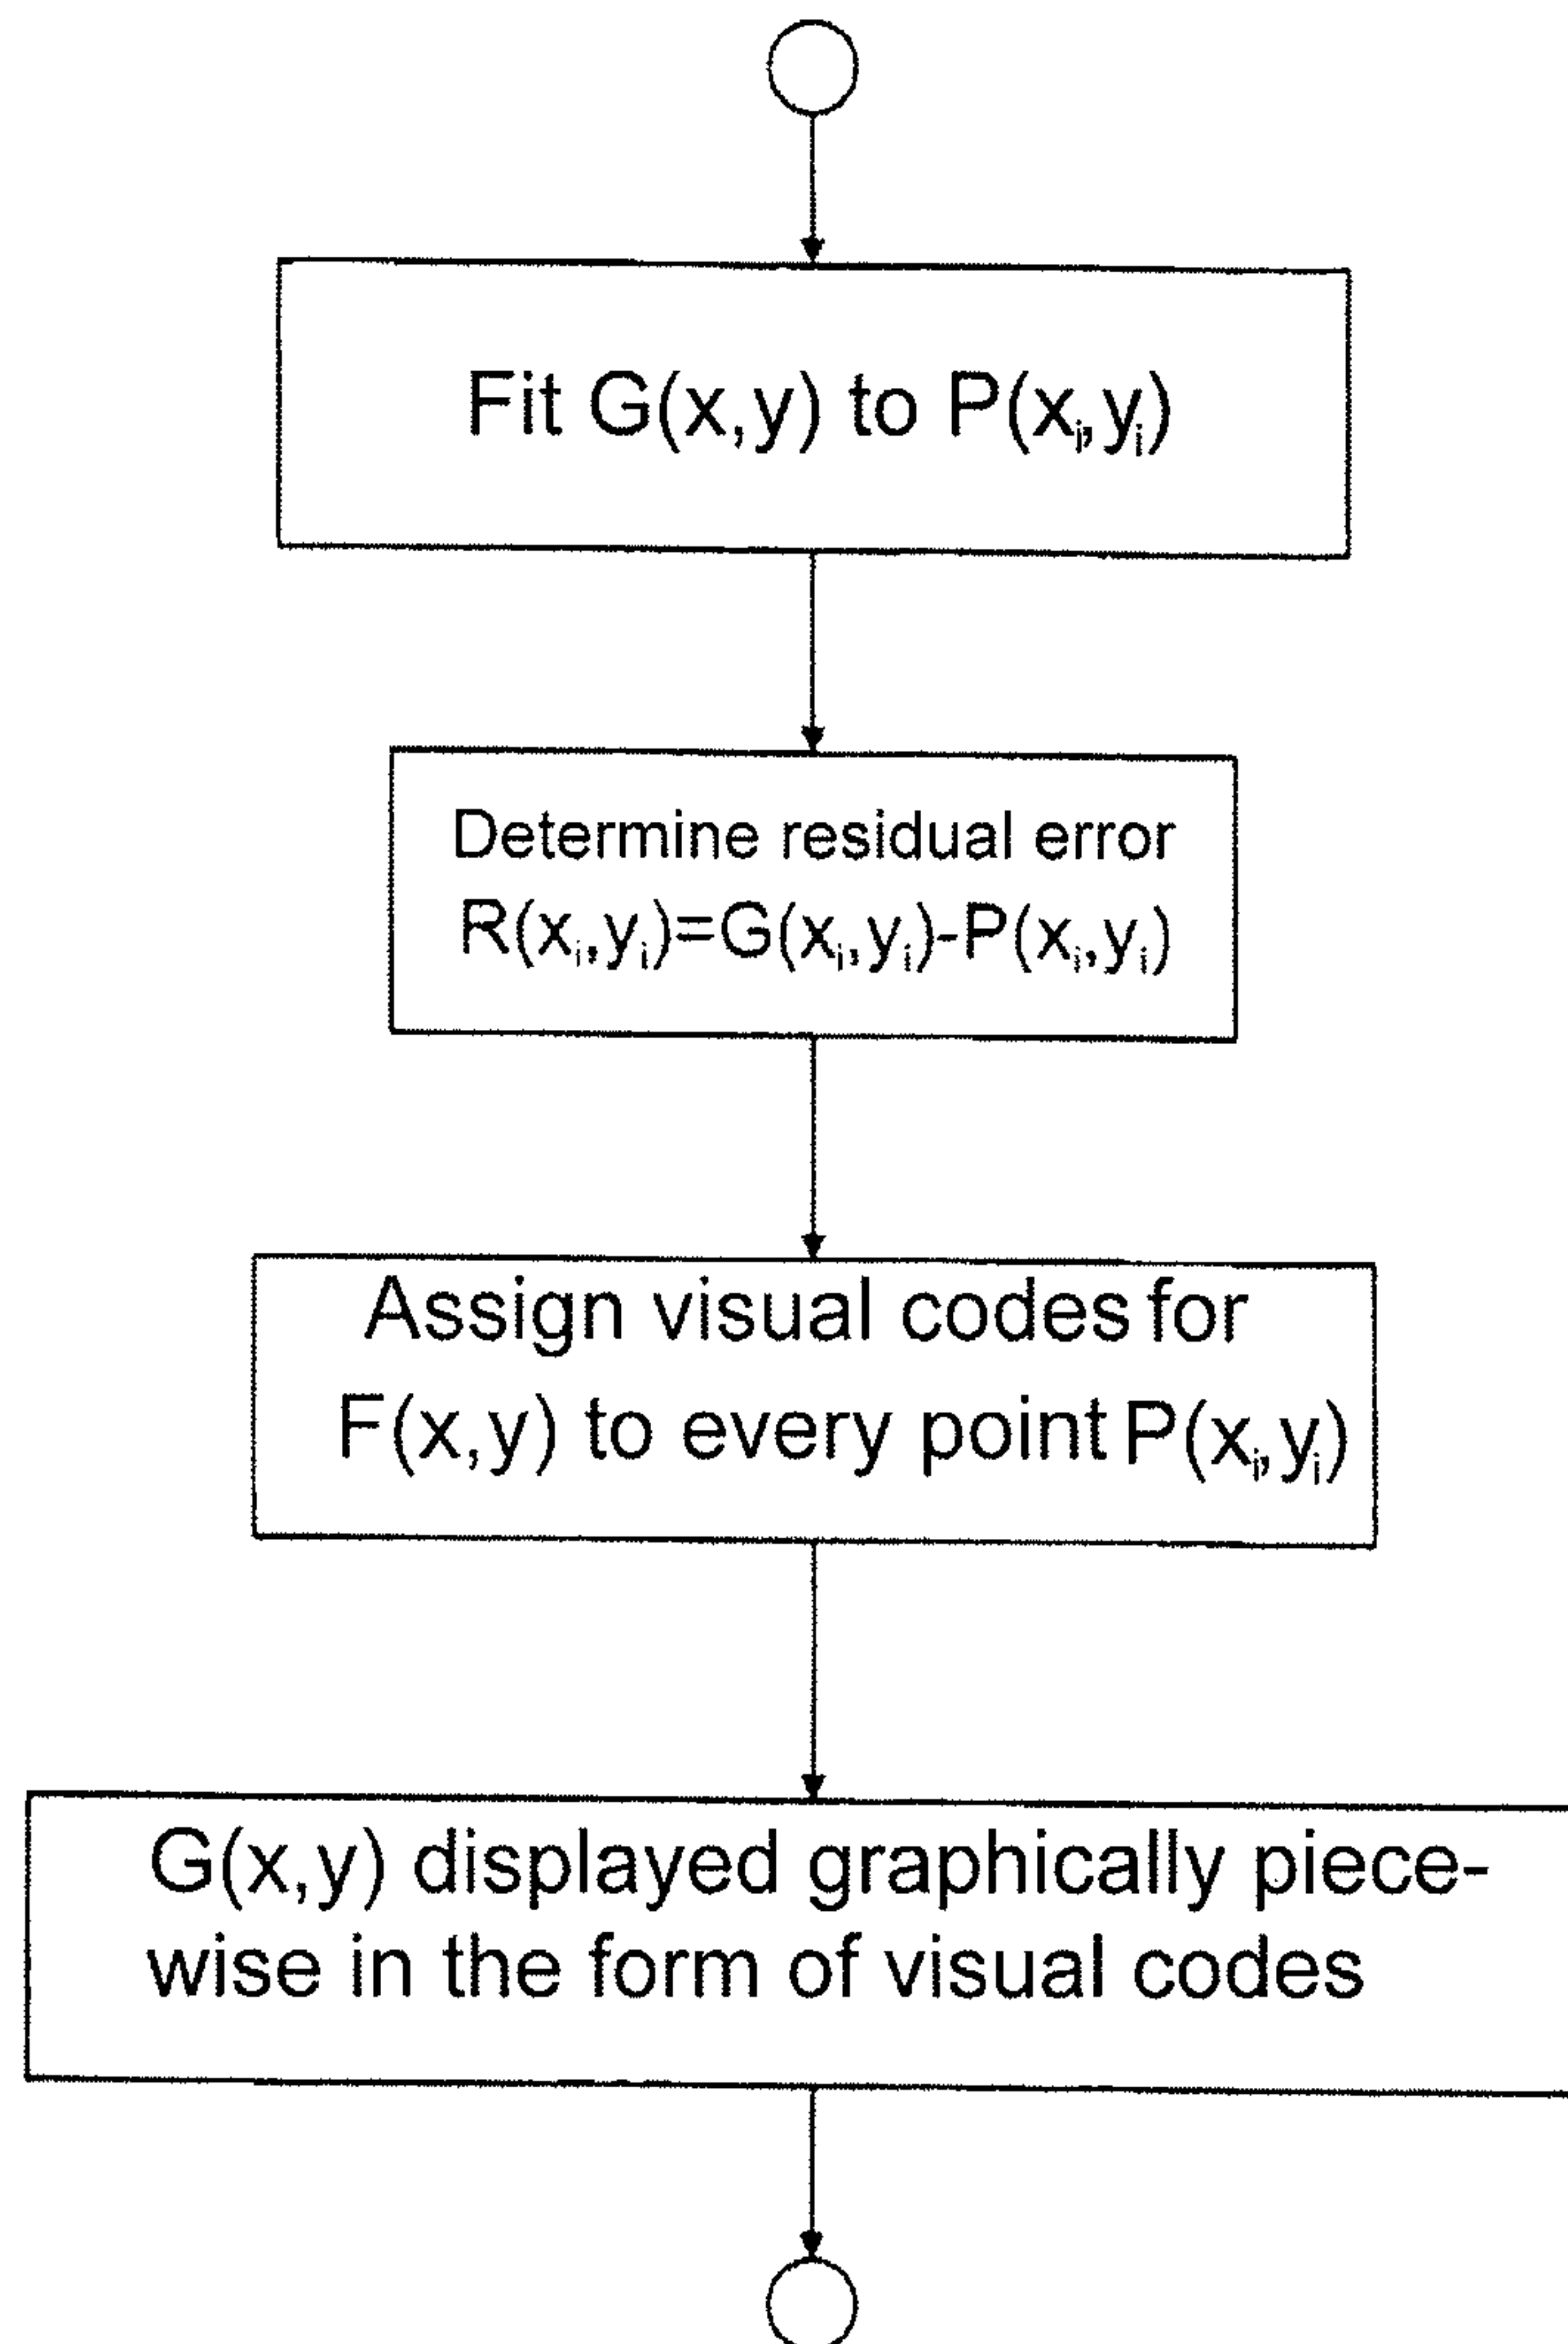 Fit G(x,y) to P(xᵢ,yᵢ)
Determine residual error
R(xᵢ,yᵢ)=G(xᵢ,yᵢ)-P(xᵢ,yᵢ)
Assign visual codes for
F(x,y) to every point P(xᵢ,yᵢ)
G(x,y) displayed graphically piece-
wise in the form of visual codes